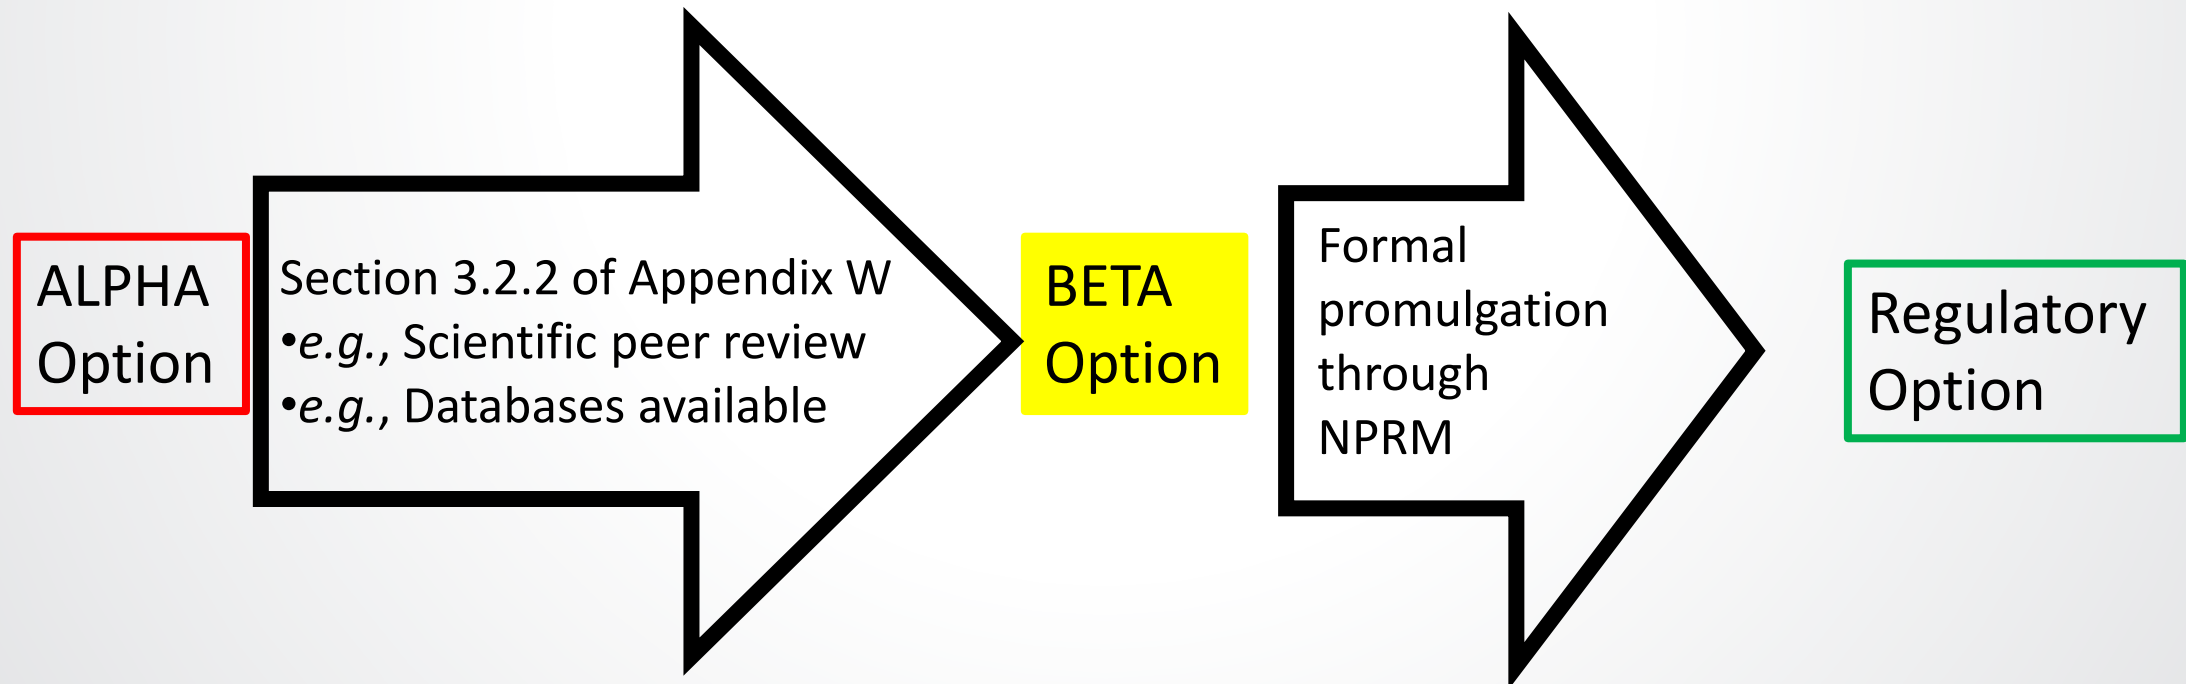 ALPHA
Option
Section 3.2.2 of Appendix W
•e.g., Scientific peer review
•e.g., Databases available
BETA
Option
Formal
promulgation
through
NPRM
Regulatory
Option